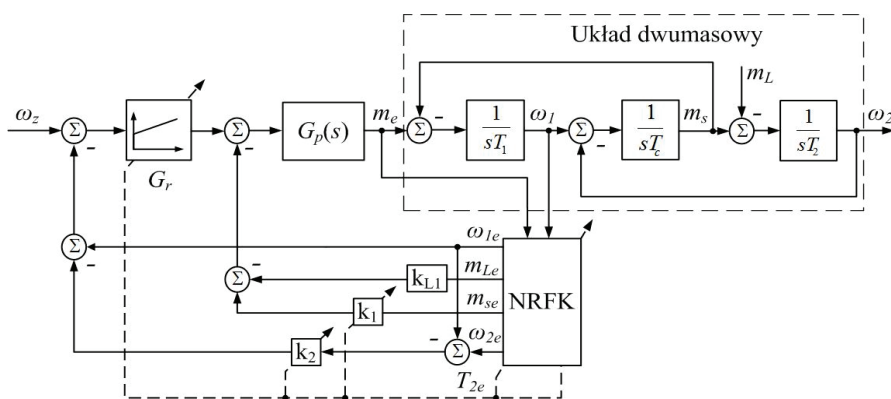 Układ dwumasowy
m_L
ω_z
Σ
-
G_r
Σ
-
G_p(s)
m_e
Σ
-
1
sT_1
ω_1
Σ
-
1
sT_c
m_s
Σ
-
1
sT_2
ω_2
Σ
-
-
ω_1e
Σ
-
k_L1
m_Le
k_1
m_se
NRFK
k_2
-
Σ
ω_2e
T_2e